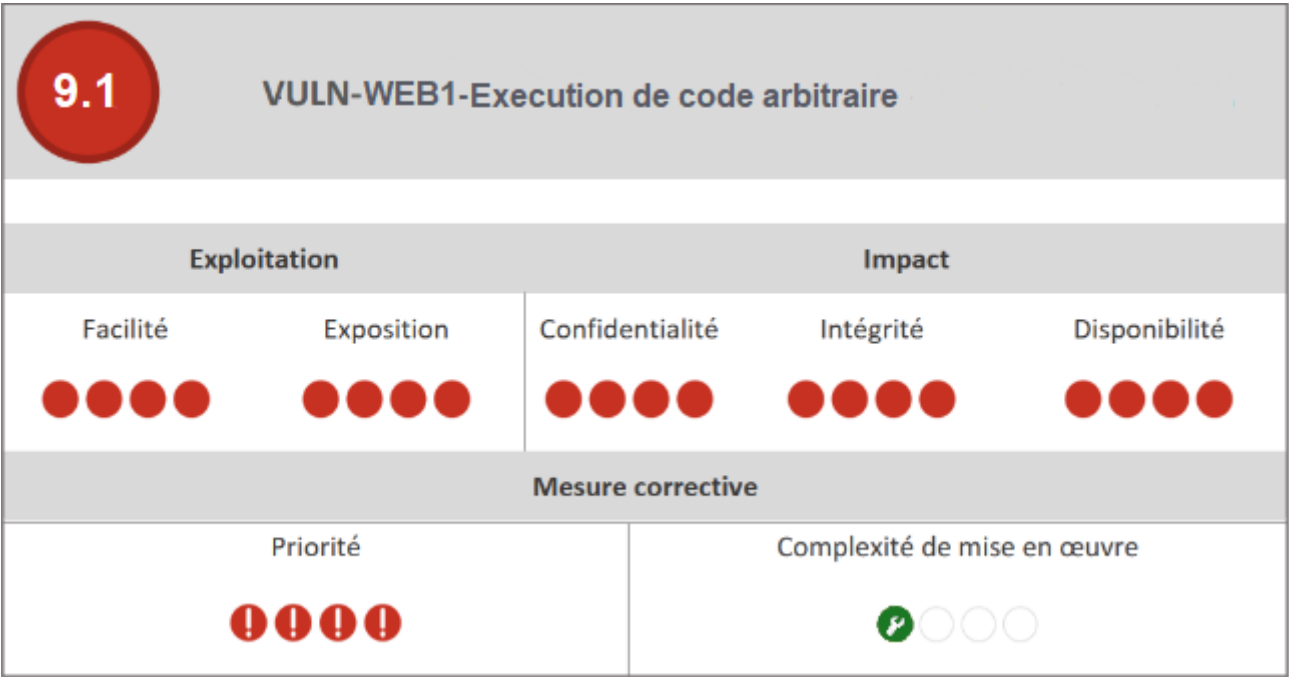 9.1
VULN-WEB1-Execution de code arbitraire
Exploitation
Impact
Facilité
Exposition
Confidentialité
Intégrité
Disponibilité
Mesure corrective
Priorité
Complexité de mise en œuvre